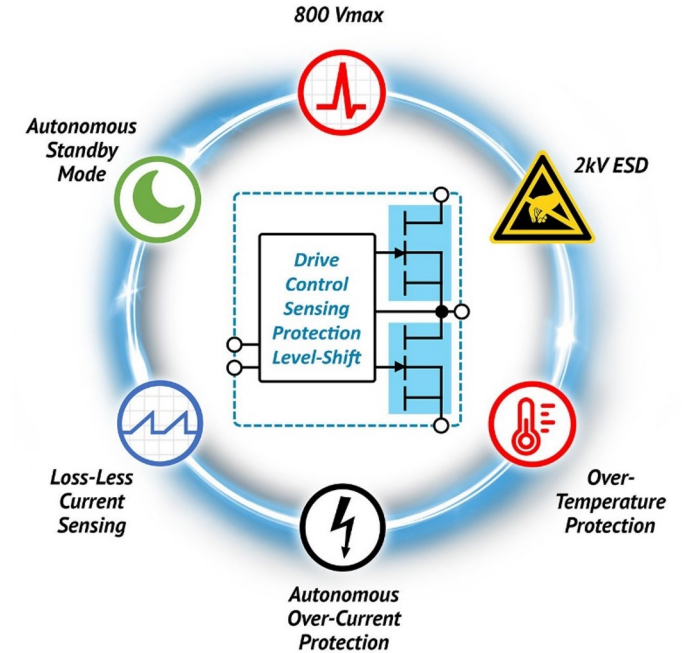 800 Vmax
Autonomous
Standby
Mode
2kV ESD
Drive
Control
Sensing
Protection
Level-Shift
Loss-Less
Current
Sensing
Over-
Temperature
Protection
Autonomous
Over-Current
Protection